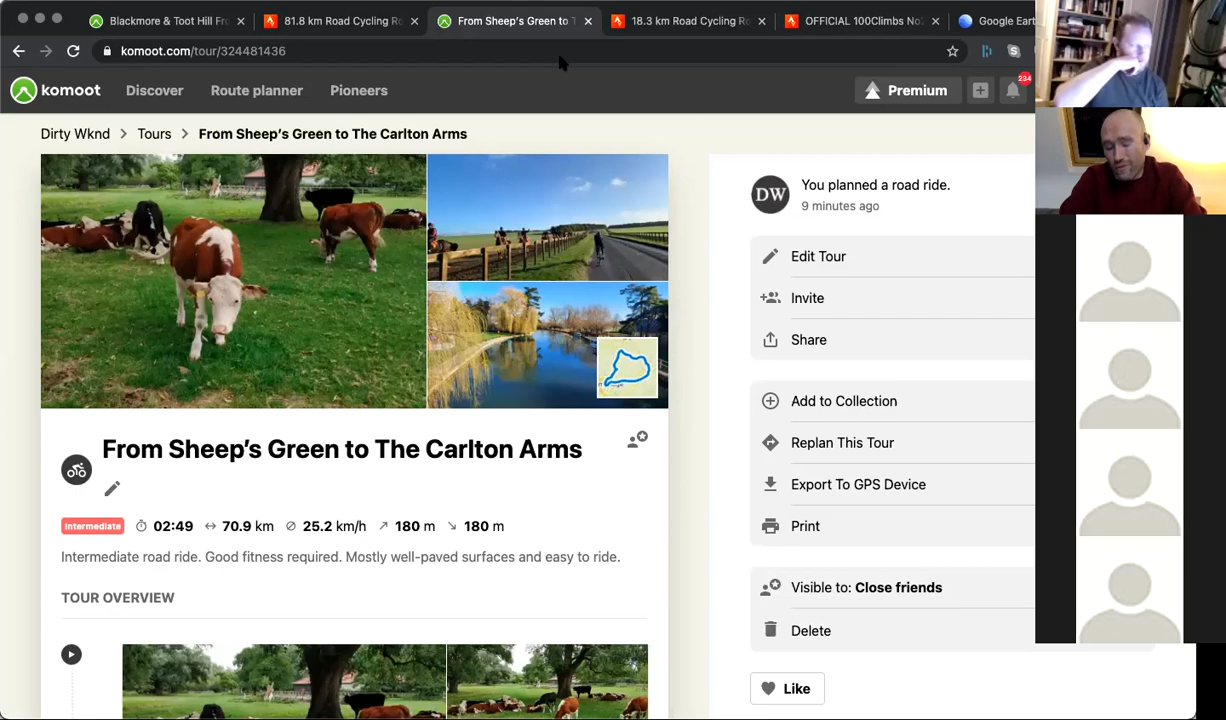 Blackmore & Toot Hill Fr
81.8 km Road Cycling Ro
From Sheep's Green to T
18.3 km Road Cycling Ro
OFFICIAL 100Climbs No
Google Eart
komoot.com/tour/324481436
komoot
Discover
Route planner
Pioneers
Premium
234
Dirty Wknd > Tours > From Sheep's Green to The Carlton Arms
DW
You planned a road ride.
9 minutes ago
Edit Tour
Invite
Share
Add to Collection
Replan This Tour
Export To GPS Device
Print
Visible to: Close friends
Delete
Like
From Sheep's Green to The Carlton Arms
Intermediate 02:49 70.9 km 25.2 km/h 180 m 180 m
Intermediate road ride. Good fitness required. Mostly well-paved surfaces and easy to ride.
TOUR OVERVIEW